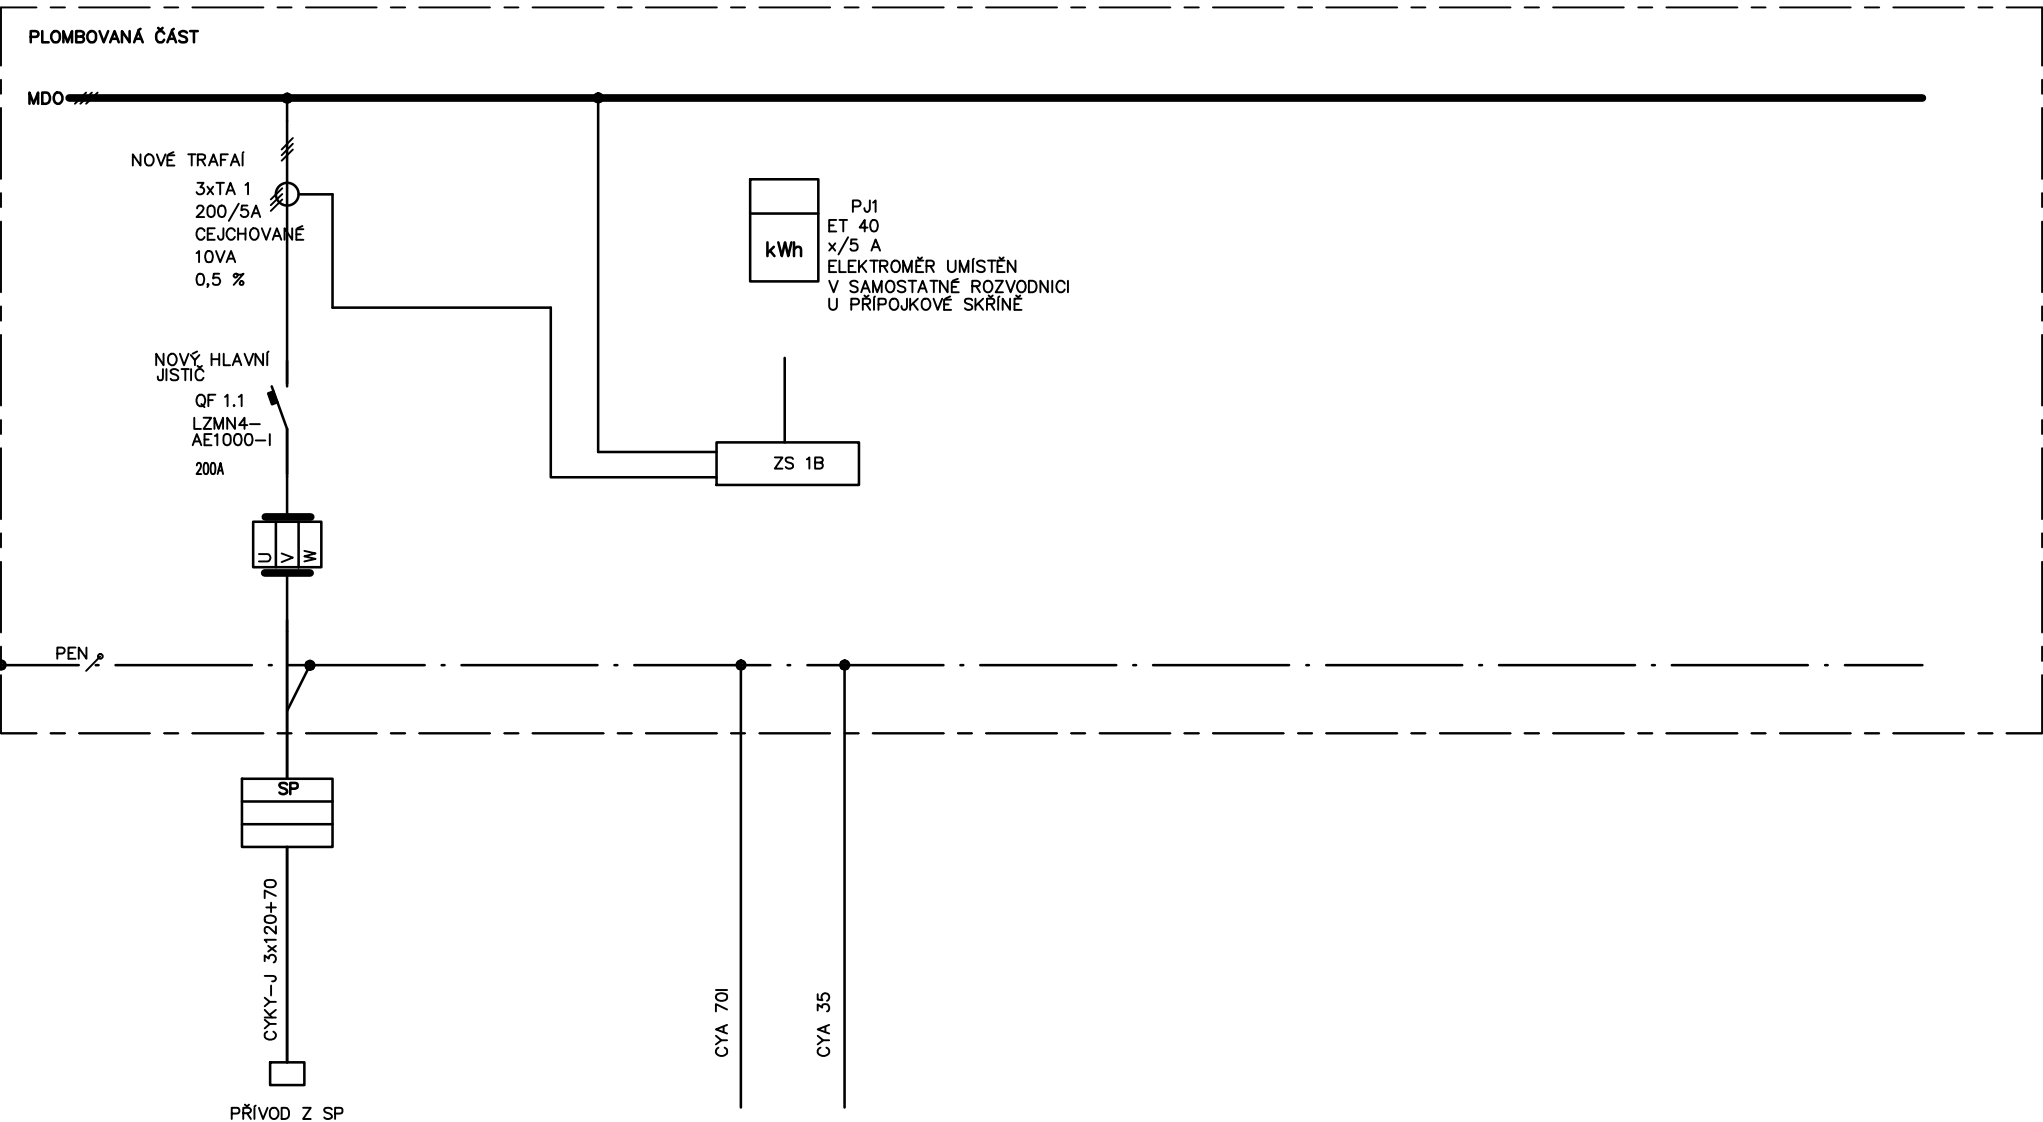 PLOMBOVANÁ ČÁST
MDO
NOVÉ TRAFAÍ
3xTA 1
200/5A
CEJCHOVANÉ
10VA
0,5 %
PJ1
ET 40
x/5 A
kWh
ELEKTROMĚR UMÍSTĚN
V SAMOSTATNÉ ROZVODNICI
U PŘÍPOJKOVÉ SKŘÍNĚ
NOVÝ HLAVNÍ
JISTIČ
QF 1.1
LZMN4-
AE1000-I
200A
ZS 1B
U
V
W
PEN
SP
CYKY-J 3x120+70
CYA 70I
CYA 35
PŘÍVOD Z SP